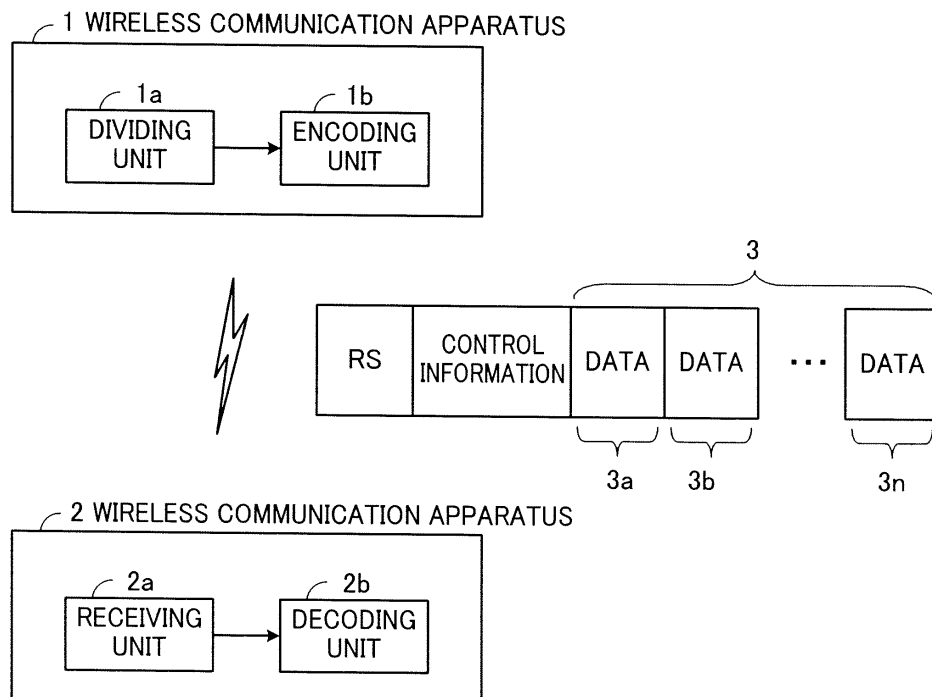 1 WIRELESS COMMUNICATION APPARATUS
1a
1b
DIVIDING
UNIT
ENCODING
UNIT
3
RS
CONTROL
INFORMATION
DATA
DATA
...
DATA
3a
3b
3n
2 WIRELESS COMMUNICATION APPARATUS
2a
2b
RECEIVING
UNIT
DECODING
UNIT